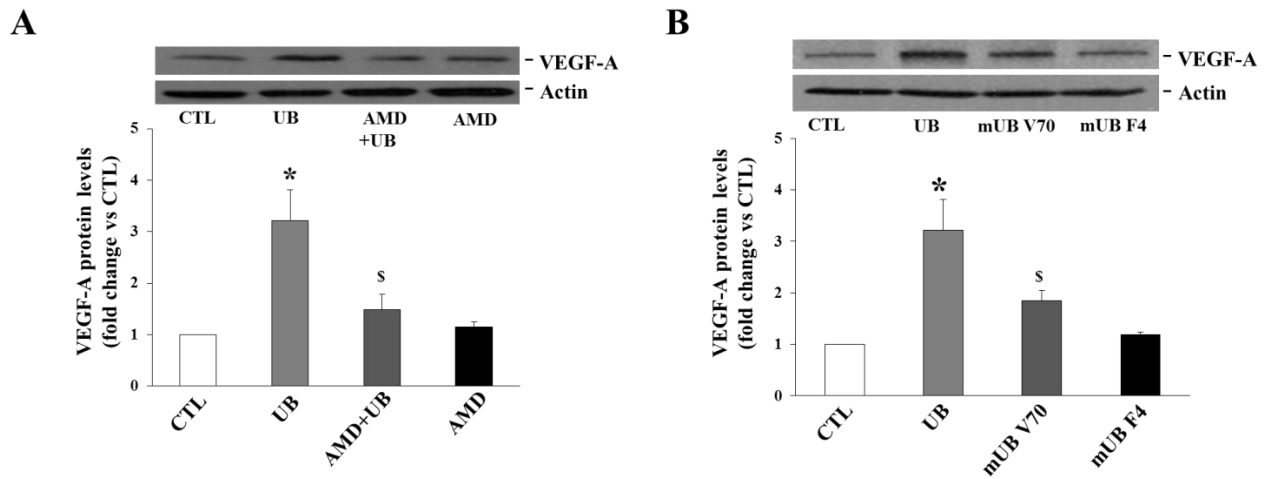 A
VEGF-A
Actin
CTL UB AMD AMD
+UB
VEGF-A protein levels
(fold change vs CTL)
5
4
3
2
1
0
*
$
CTL
UB
AMD+UB
AMD
B
VEGF-A
Actin
CTL UB mUB V70 mUB F4
VEGF-A protein levels
(fold change vs CTL)
5
4
3
2
1
0
*
$
CTL
UB
mUB V70
mUB F4